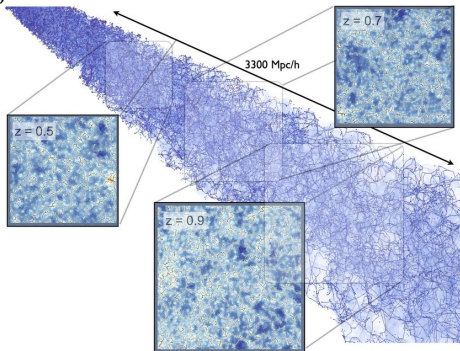 z = 0.7
3300 Mpc/h
z = 0.5
z = 0.9